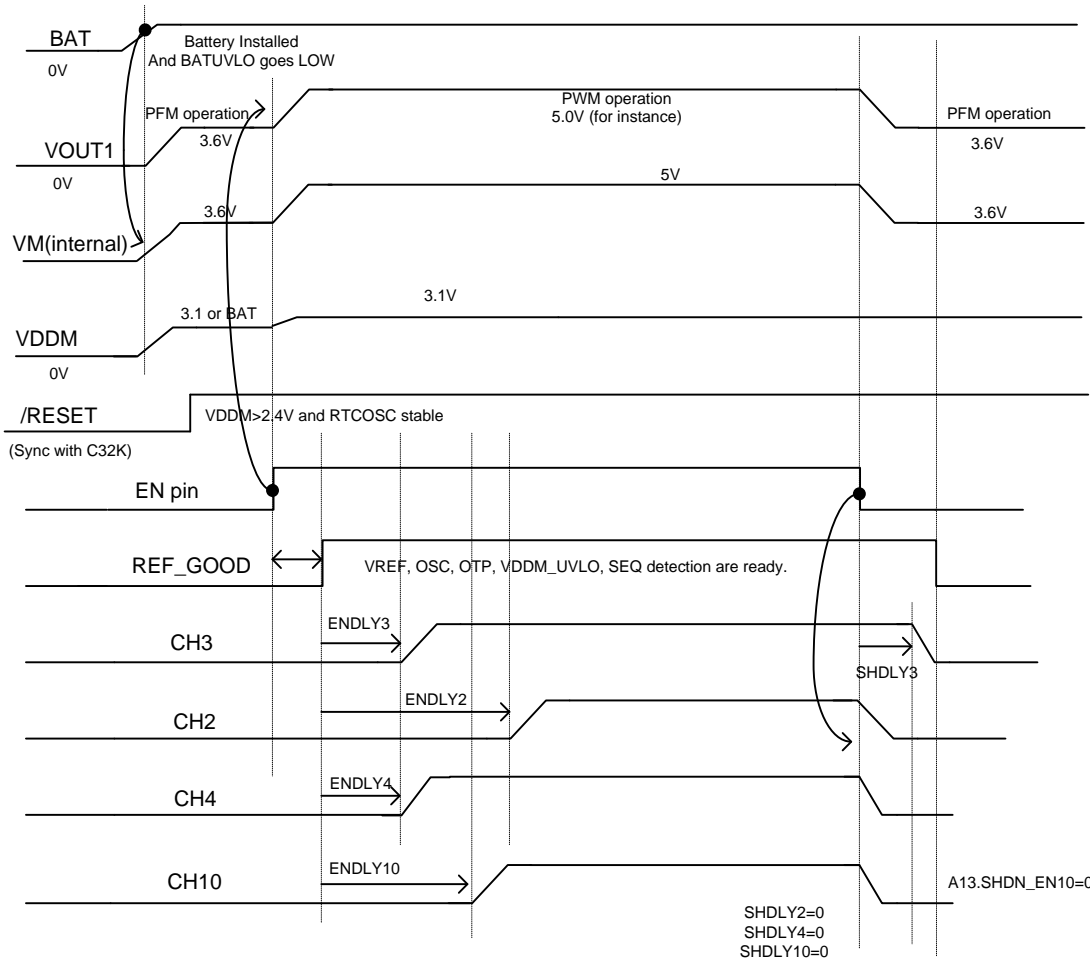 BAT
0V
Battery Installed
And BATUVLO goes LOW
VOUT1
0V
PFM operation
3.6V
PWM operation
5.0V (for instance)
PFM operation
3.6V
VM(internal)
3.6V
5V
3.6V
VDDM
0V
3.1 or BAT
3.1V
/RESET
(Sync with C32K)
VDDM>2.4V and RTCOSC stable
EN pin
REF_GOOD
VREF, OSC, OTP, VDDM_UVLO, SEQ detection are ready.
CH3
ENDLY3
SHDLY3
CH2
ENDLY2
CH4
ENDLY4
CH10
ENDLY10
A13.SHDN_EN10=0
SHDLY2=0
SHDLY4=0
SHDLY10=0